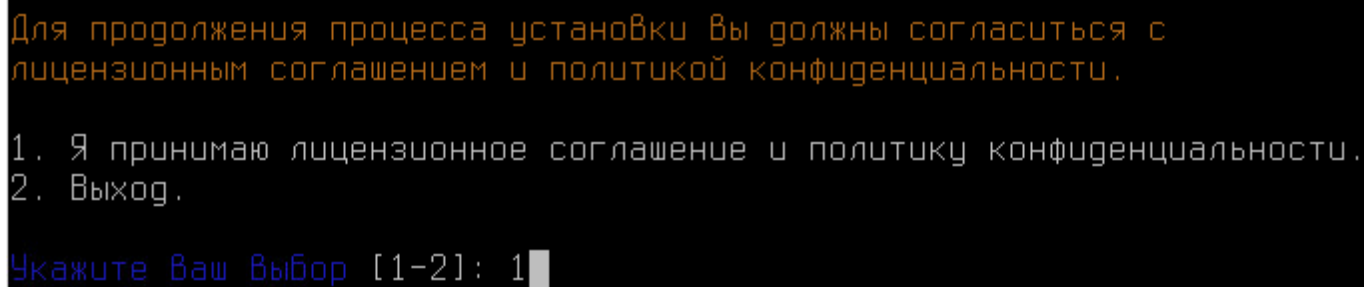 Для продолжения процесса установки Вы должны согласиться с
лицензионным соглашением и политикой конфиденциальности.
1. Я принимаю лицензионное соглашение и политику конфиденциальности.
2. Выход.
Укажите Ваш выбор [1-2]: 1